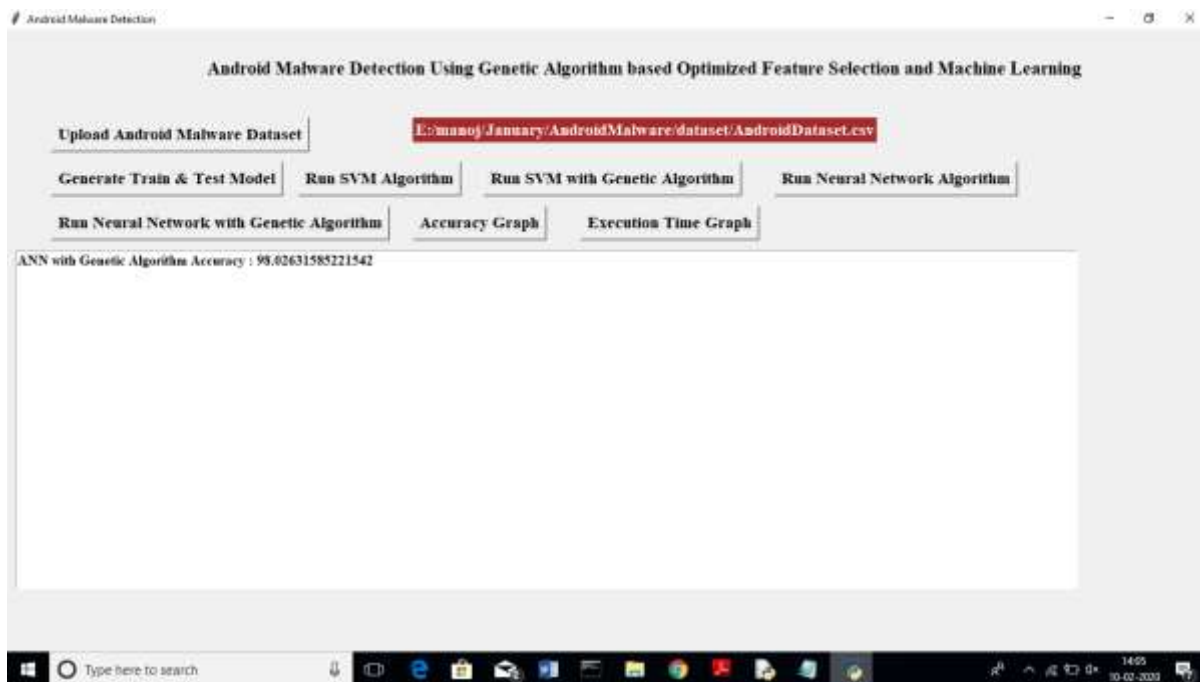 Android Malware Detection
Android Malware Detection Using Genetic Algorithm based Optimized Feature Selection and Machine Learning
Upload Android Malware Dataset E:/manoj/January/AndroidMalware/dataset/AndroidDataset.csv
Generate Train & Test Model Run SVM Algorithm Run SVM with Genetic Algorithm Run Neural Network Algorithm
Run Neural Network with Genetic Algorithm Accuracy Graph Execution Time Graph
ANN with Genetic Algorithm Accuracy : 98.02631585221542
Type here to search
14:05
10-02-2020